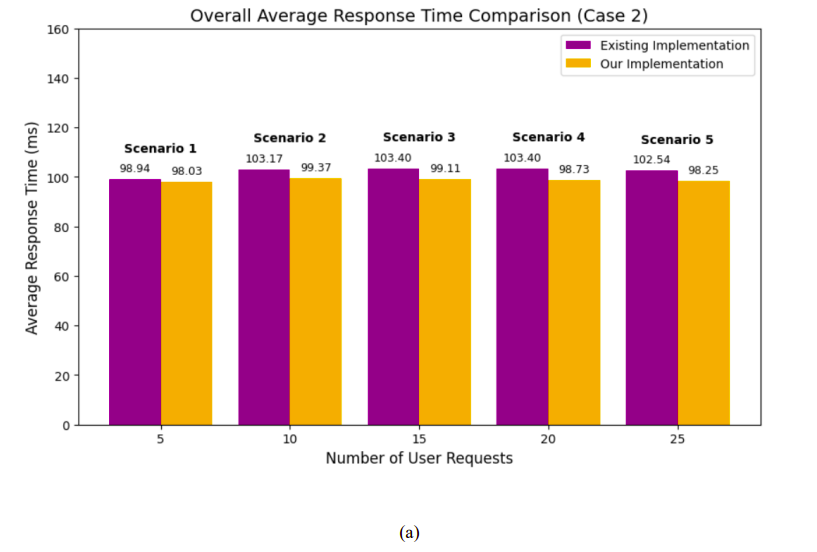 Overall Average Response Time Comparison (Case 2)
Existing Implementation
Our Implementation
Average Response Time (ms)
160
140
120
100
80
60
40
20
0
Scenario 1
98.94 98.03
Scenario 2
103.17 99.37
Scenario 3
103.40 99.11
Scenario 4
103.40 98.73
Scenario 5
102.54 98.25
5 10 15 20 25
Number of User Requests
(a)